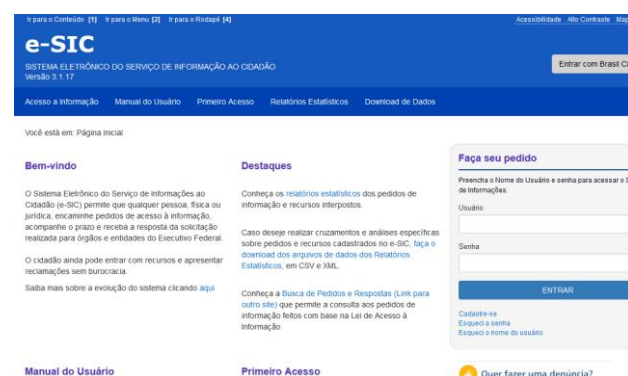 Ir para o Conteúdo [1] Ir para o Menu [2] Ir para o Rodapé [4]
Acessibilidade Alto Contraste
e-SIC
SISTEMA ELETRÔNICO DO SERVIÇO DE INFORMAÇÃO AO CIDADÃO
Versão 3.1.17
Entrar com Brasil
Acesso a Informação Manual do Usuário Primeiro Acesso Relatórios Estatísticos Download de Dados
Você está em: Página Inicial
Bem-vindo
O Sistema Eletrônico do Serviço de Informações ao
Cidadão (e-SIC) permite que qualquer pessoa, física ou
jurídica, encaminhe pedidos de acesso à informação,
acompanhe o prazo e receba a resposta da solicitação
realizada para órgãos e entidades do Executivo Federal.
O cidadão ainda pode entrar com recursos e apresentar
reclamações sem burocracia.
Saiba mais sobre a evolução do sistema clicando aqui
Destaques
Conheça os relatórios estatísticos dos pedidos de
informação e recursos interpostos.
Caso deseje realizar cruzamentos e análises específicas
sobre pedidos e recursos cadastrados no e-SIC, faça o
download dos arquivos de dados dos Relatórios
Estatísticos, em CSV e XML.
Conheça a Busca de Pedidos e Respostas (Link para
outro site) que permite a consulta aos pedidos de
informação feitos com base na Lei de Acesso à
Informação
Faça seu pedido
Preencha o Nome do Usuário e senha para acessar o
de Informações.
Usuário
Senha
ENTRAR
Cadastre-se
Esqueci a senha
Esqueci o nome do usuário
Manual do Usuário
Primeiro Acesso
Quer fazer uma denúncia?